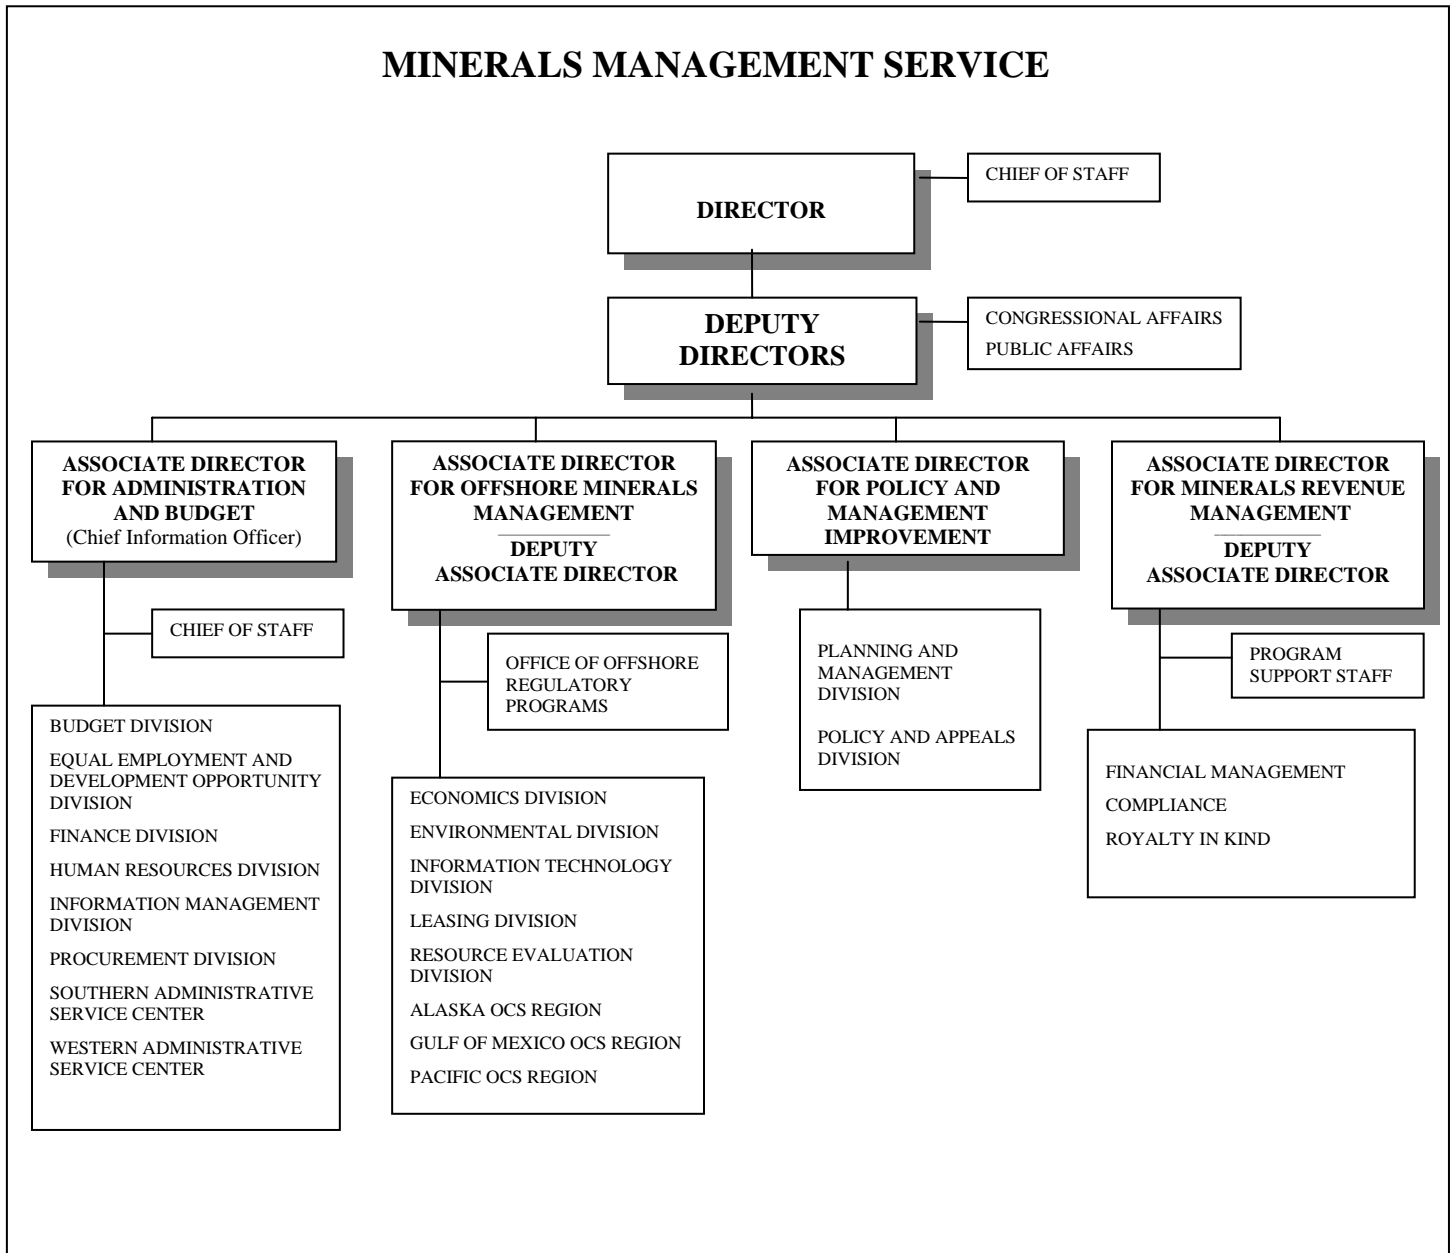 MINERALS MANAGEMENT SERVICE
DIRECTOR
CHIEF OF STAFF
DEPUTY
DIRECTORS
CONGRESSIONAL AFFAIRS
PUBLIC AFFAIRS
ASSOCIATE DIRECTOR
FOR ADMINISTRATION
AND BUDGET
(Chief Information Officer)
CHIEF OF STAFF
BUDGET DIVISION
EQUAL EMPLOYMENT AND
DEVELOPMENT OPPORTUNITY
DIVISION
FINANCE DIVISION
HUMAN RESOURCES DIVISION
INFORMATION MANAGEMENT
DIVISION
PROCUREMENT DIVISION
SOUTHERN ADMINISTRATIVE
SERVICE CENTER
WESTERN ADMINISTRATIVE
SERVICE CENTER
ASSOCIATE DIRECTOR
FOR OFFSHORE MINERALS
MANAGEMENT
DEPUTY
ASSOCIATE DIRECTOR
OFFICE OF OFFSHORE
REGULATORY
PROGRAMS
ECONOMICS DIVISION
ENVIRONMENTAL DIVISION
INFORMATION TECHNOLOGY
DIVISION
LEASING DIVISION
RESOURCE EVALUATION
DIVISION
ALASKA OCS REGION
GULF OF MEXICO OCS REGION
PACIFIC OCS REGION
ASSOCIATE DIRECTOR
FOR POLICY AND
MANAGEMENT
IMPROVEMENT
PLANNING AND
MANAGEMENT
DIVISION
POLICY AND APPEALS
DIVISION
ASSOCIATE DIRECTOR
FOR MINERALS REVENUE
MANAGEMENT
DEPUTY
ASSOCIATE DIRECTOR
PROGRAM
SUPPORT STAFF
FINANCIAL MANAGEMENT
COMPLIANCE
ROYALTY IN KIND